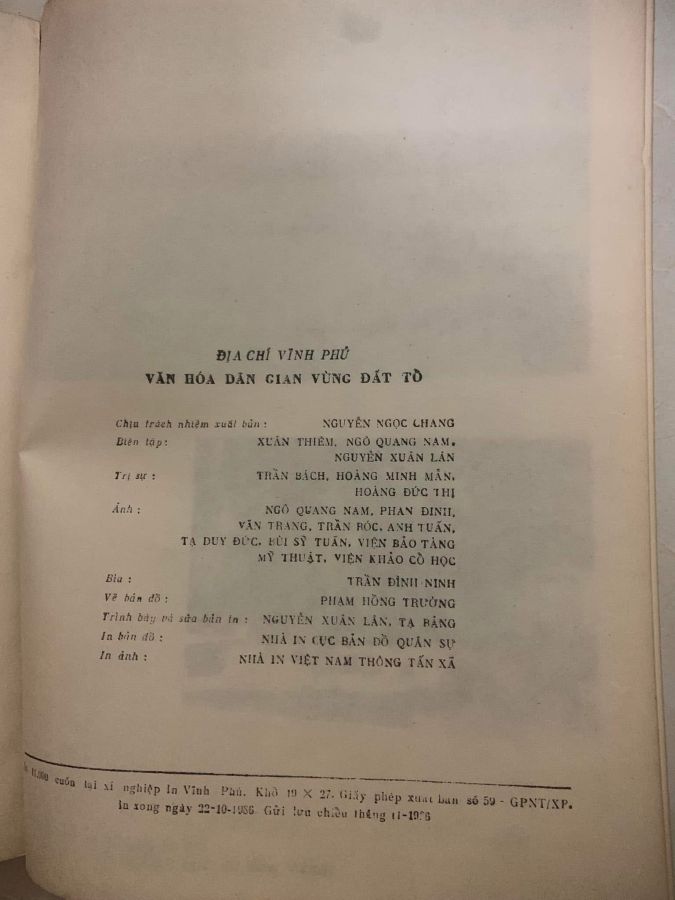 ĐỊA CHÍ VĨNH PHÚ
VĂN HÓA DÂN GIAN VÙNG ĐẤT TỔ
Chịu trách nhiệm xuất bản : NGUYỄN NGỌC CHANG
Biên tập : XUÂN THIÊM, NGÔ QUANG NAM,
NGUYỄN XUÂN LÂN
Trị sự : TRẦN BÁCH, HOÀNG MINH MẪN,
HOÀNG ĐỨC THỊ
Ảnh : NGÔ QUANG NAM, PHAN ĐINH,
VĂN TRANG, TRẦN RÓC, ANH TUẤN,
TẠ DUY ĐỨC, BÙI SỸ TUẤN, VIỆN BẢO TÀNG
MỸ THUẬT, VIỆN KHẢO CỔ HỌC
Bìa : TRẦN ĐÌNH NINH
Vẽ bản đồ : PHẠM HỒNG TRƯỜNG
Trình bày và sửa bản in : NGUYỄN XUÂN LÂN, TẠ BẢNG
In bản đồ : NHÀ IN CỤC BẢN ĐỒ QUÂN SỰ
In ảnh : NHÀ IN VIỆT NAM THÔNG TẤN XÃ
cuốn tại xí nghiệp in Vĩnh Phú. Khổ 19 × 27. Giấy phép xuất bản số 59 - GPNT/XP.
In xong ngày 22-10-1986. Gửi lưu chiểu tháng 11-1986